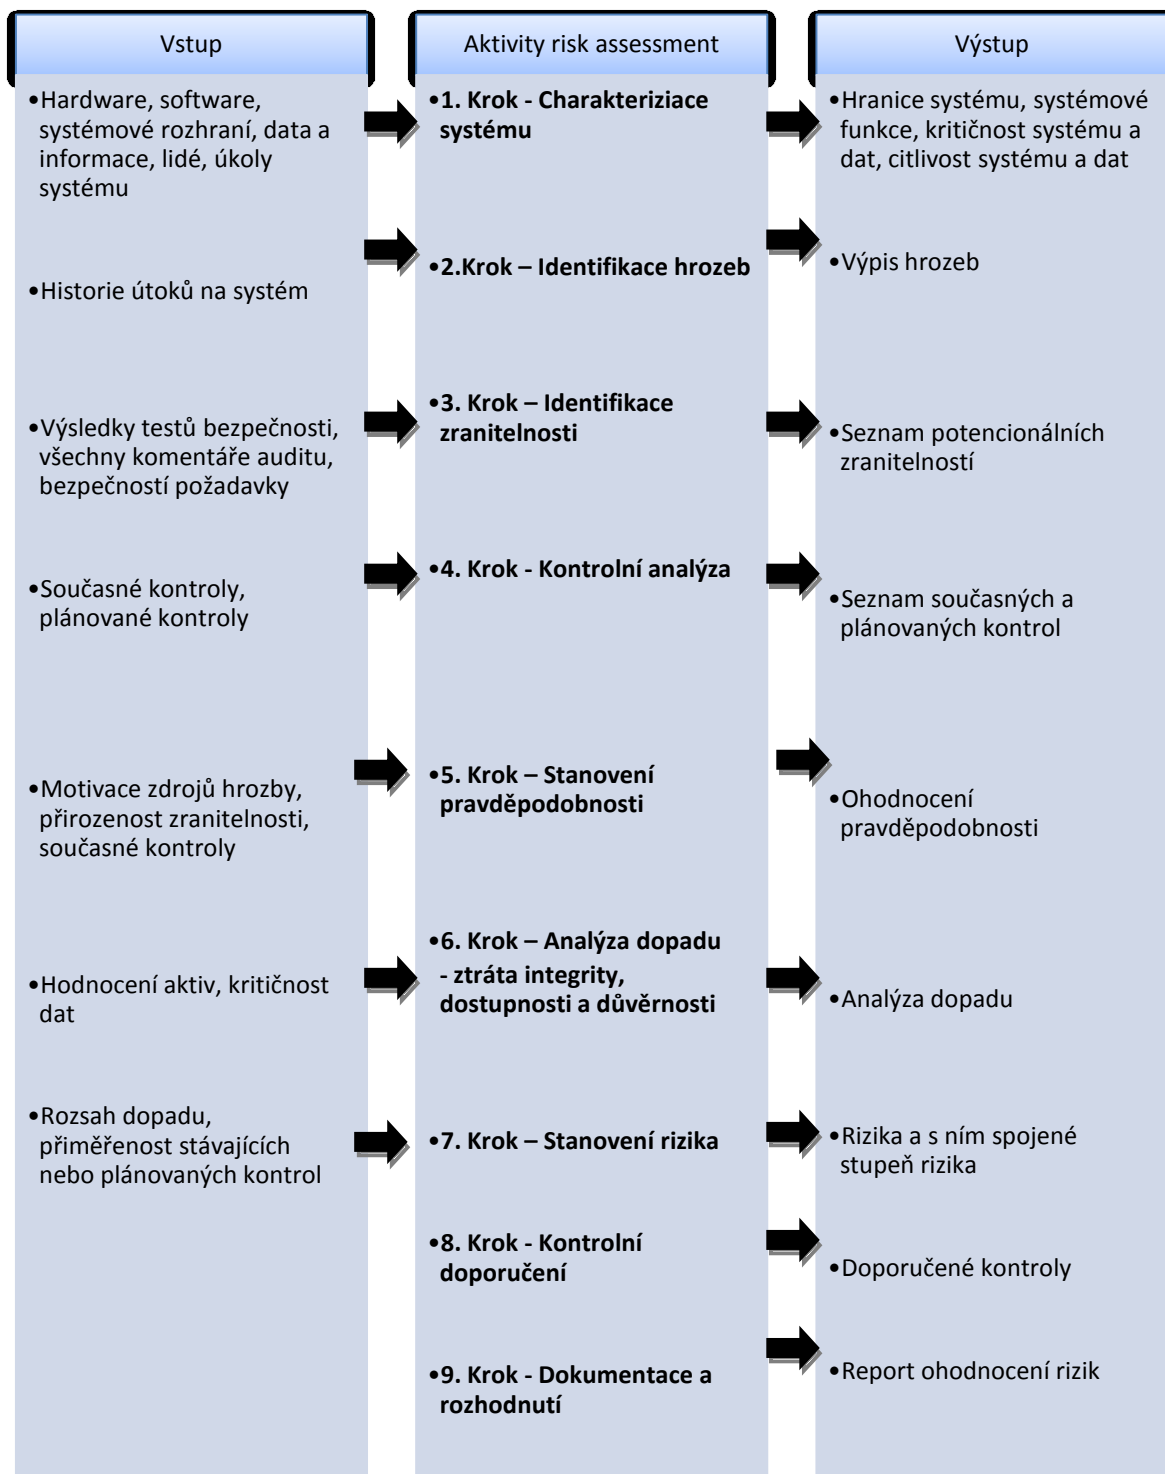 Vstup
•Hardware, software,
systémové rozhraní, data a
informace, lidé, úkoly
systému
•Historie útoků na systém
•Výsledky testů bezpečnosti,
všechny komentáře auditu,
bezpečností požadavky
•Současné kontroly,
plánované kontroly
•Motivace zdrojů hrozby,
přirozenost zranitelnosti,
současné kontroly
•Hodnocení aktiv, kritičnost
dat
•Rozsah dopadu,
přiměřenost stávajících
nebo plánovaných kontrol
Aktivity risk assessment
•1. Krok - Charakteriziace
systému
•2.Krok – Identifikace hrozeb
•3. Krok – Identifikace
zranitelnosti
•4. Krok - Kontrolní analýza
•5. Krok – Stanovení
pravděpodobnosti
•6. Krok – Analýza dopadu
- ztráta integrity,
dostupnosti a důvěrnosti
•7. Krok – Stanovení rizika
•8. Krok - Kontrolní
doporučení
•9. Krok - Dokumentace a
rozhodnutí
Výstup
•Hranice systému, systémové
funkce, kritičnost systému a
dat, citlivost systému a dat
•Výpis hrozeb
•Seznam potencionálních
zranitelností
•Seznam současných a
plánovaných kontrol
•Ohodnocení
pravděpodobnosti
•Analýza dopadu
•Rizika a s ním spojené
stupeň rizika
•Doporučené kontroly
•Report ohodnocení rizik